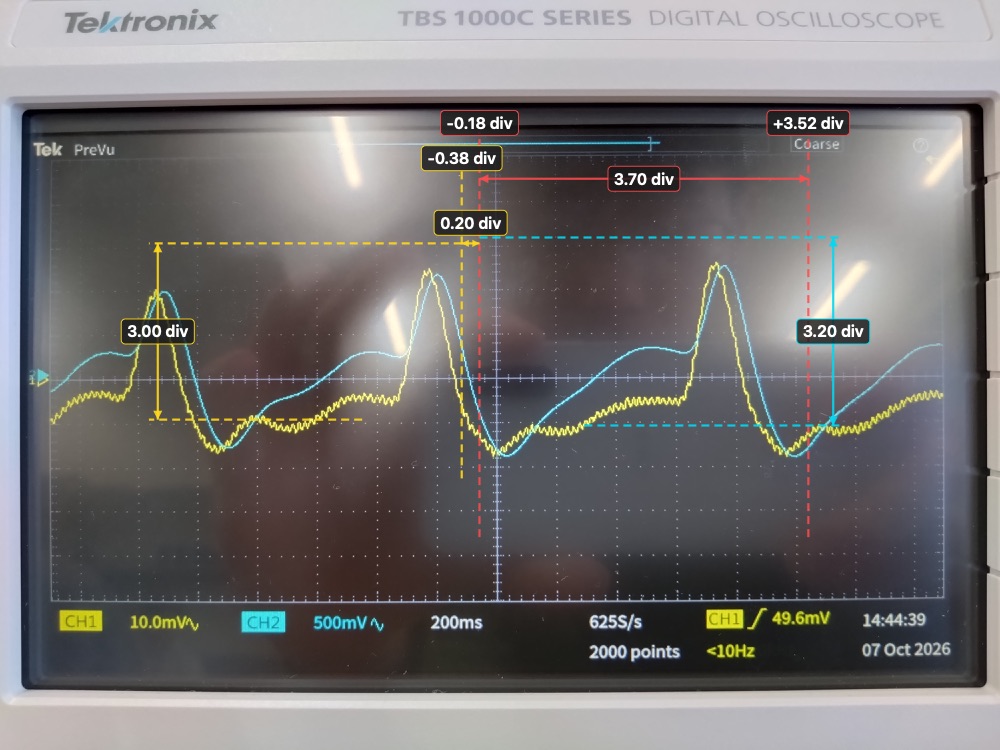 Tektronix
TBS 1000C SERIES DIGITAL OSCILLOSCOPE
-0.18 div
+3.52 div
Tek PreVu
Coarse
-0.38 div
3.70 div
0.20 div
3.00 div
3.20 div
1
CH1 10.0mV
CH2 500mV
200ms
625S/s
CH1 49.6mV
14:44:39
2000 points
<10Hz
07 Oct 2026